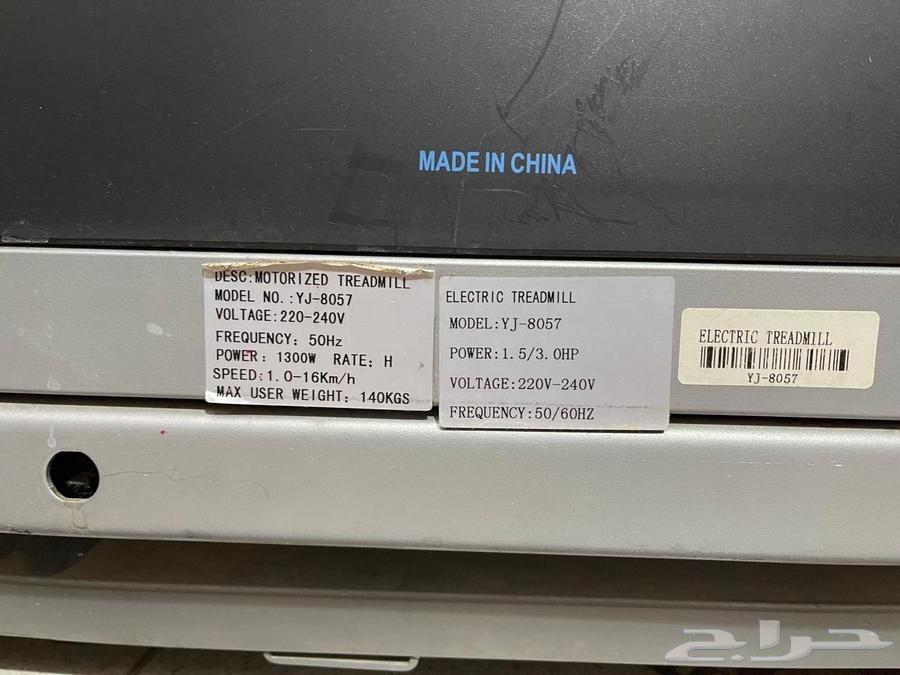 MADE IN CHINA
DESC:MOTORIZED TREADMILL
MODEL NO.:YJ-8057
VOLTAGE:220-240V
FREQUENCY: 50Hz
POWER: 1300W RATE: H
SPEED:1.0-16Km/h
MAX USER WEIGHT: 140KGS
ELECTRIC TREADMILL
MODEL:YJ-8057
POWER:1.5/3.0HP
VOLTAGE:220V-240V
FREQUENCY:50/60HZ
ELECTRIC TREADMILL
YJ-8057
حراج